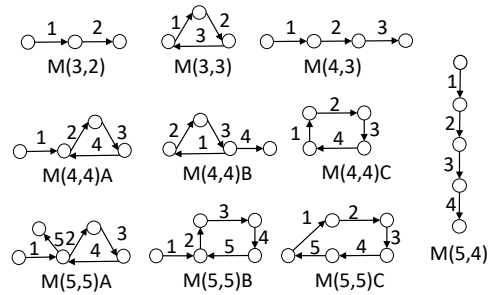 1 2
M(3,2)
1 2 3
M(3,3)
1 2 3
M(4,3)
1 2 3 4
M(4,4)A
2 3 1 4
M(4,4)B
2 1 3 4
M(4,4)C
1
2
3
4
M(5,4)
5 2 3 1 4
M(5,5)A
3 1 2 4 5
M(5,5)B
1 2 3 5 4
M(5,5)C